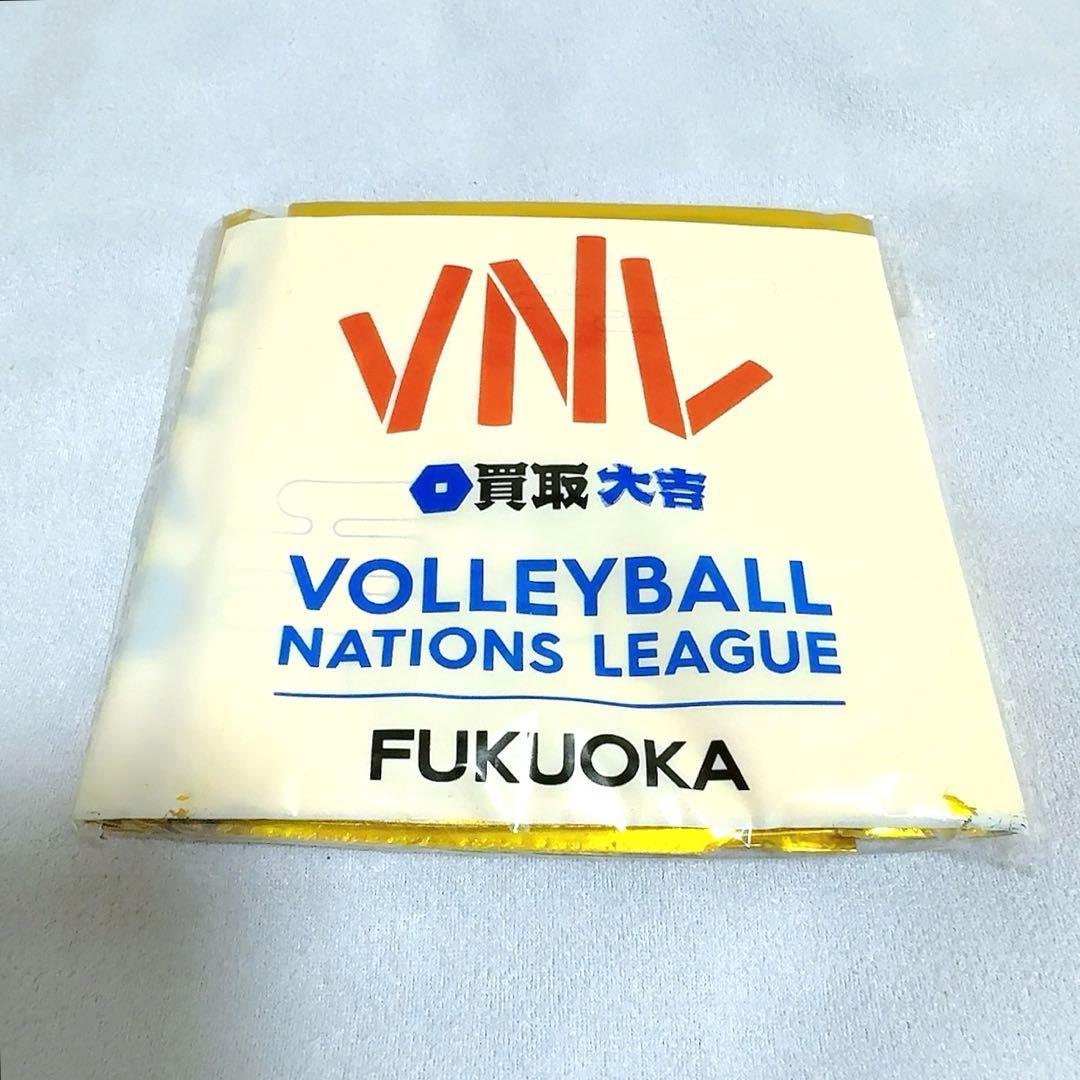 VNL
買取大吉
VOLLEYBALL
NATIONS LEAGUE
FUKUOKA